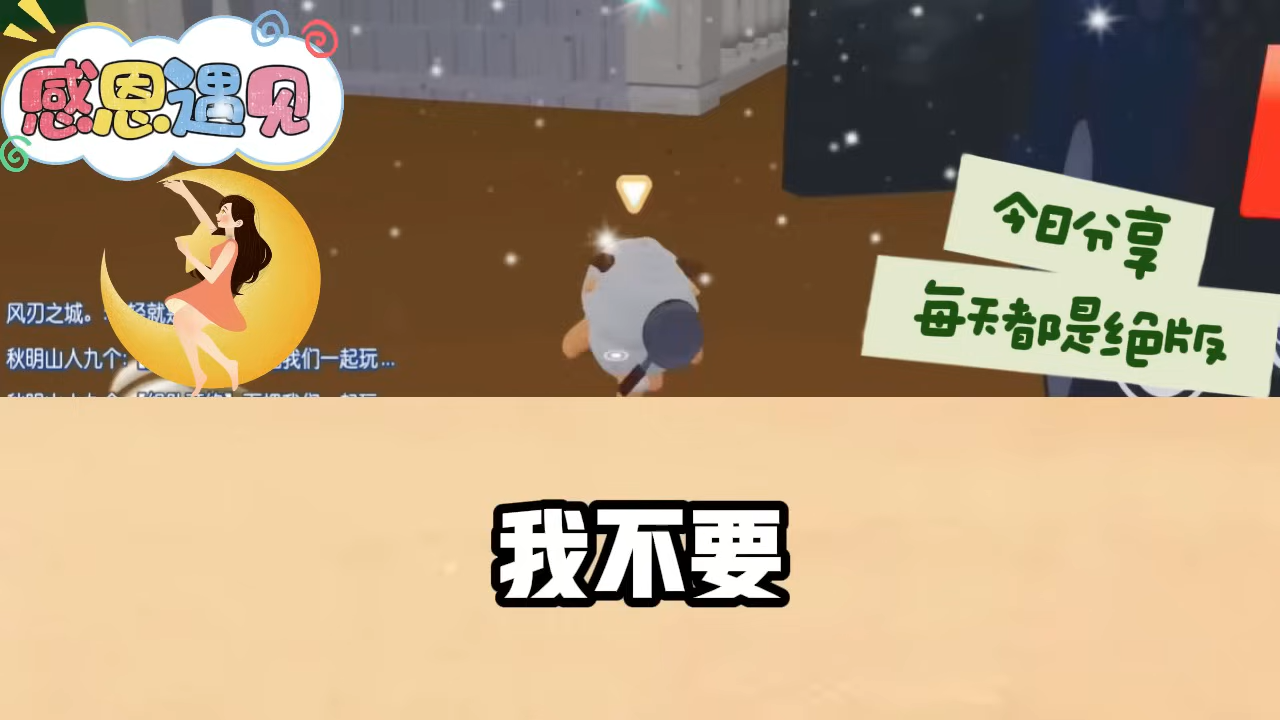 感恩遇见
今日分享
每天都是绝版
风刃之城。
秋明山人九个: 我们一起玩...
我不要